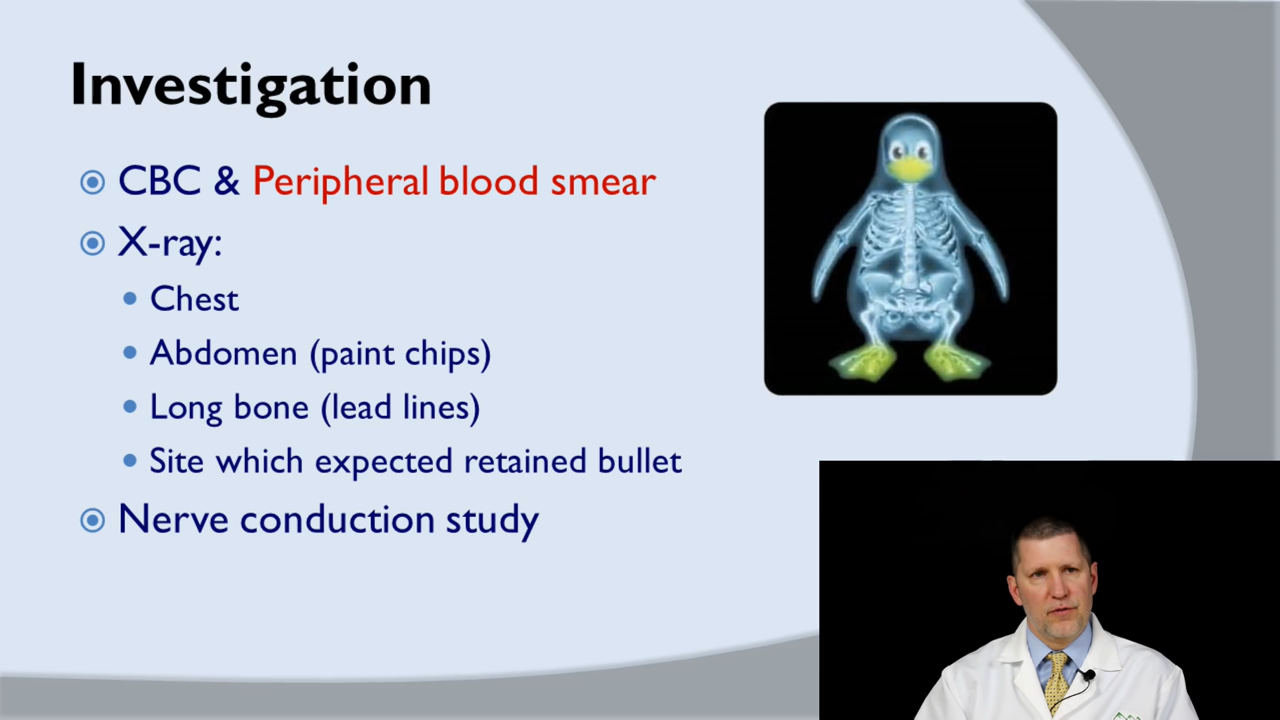 Investigation
CBC & Peripheral blood smear
X-ray:
Chest
Abdomen (paint chips)
Long bone (lead lines)
Site which expected retained bullet
Nerve conduction study